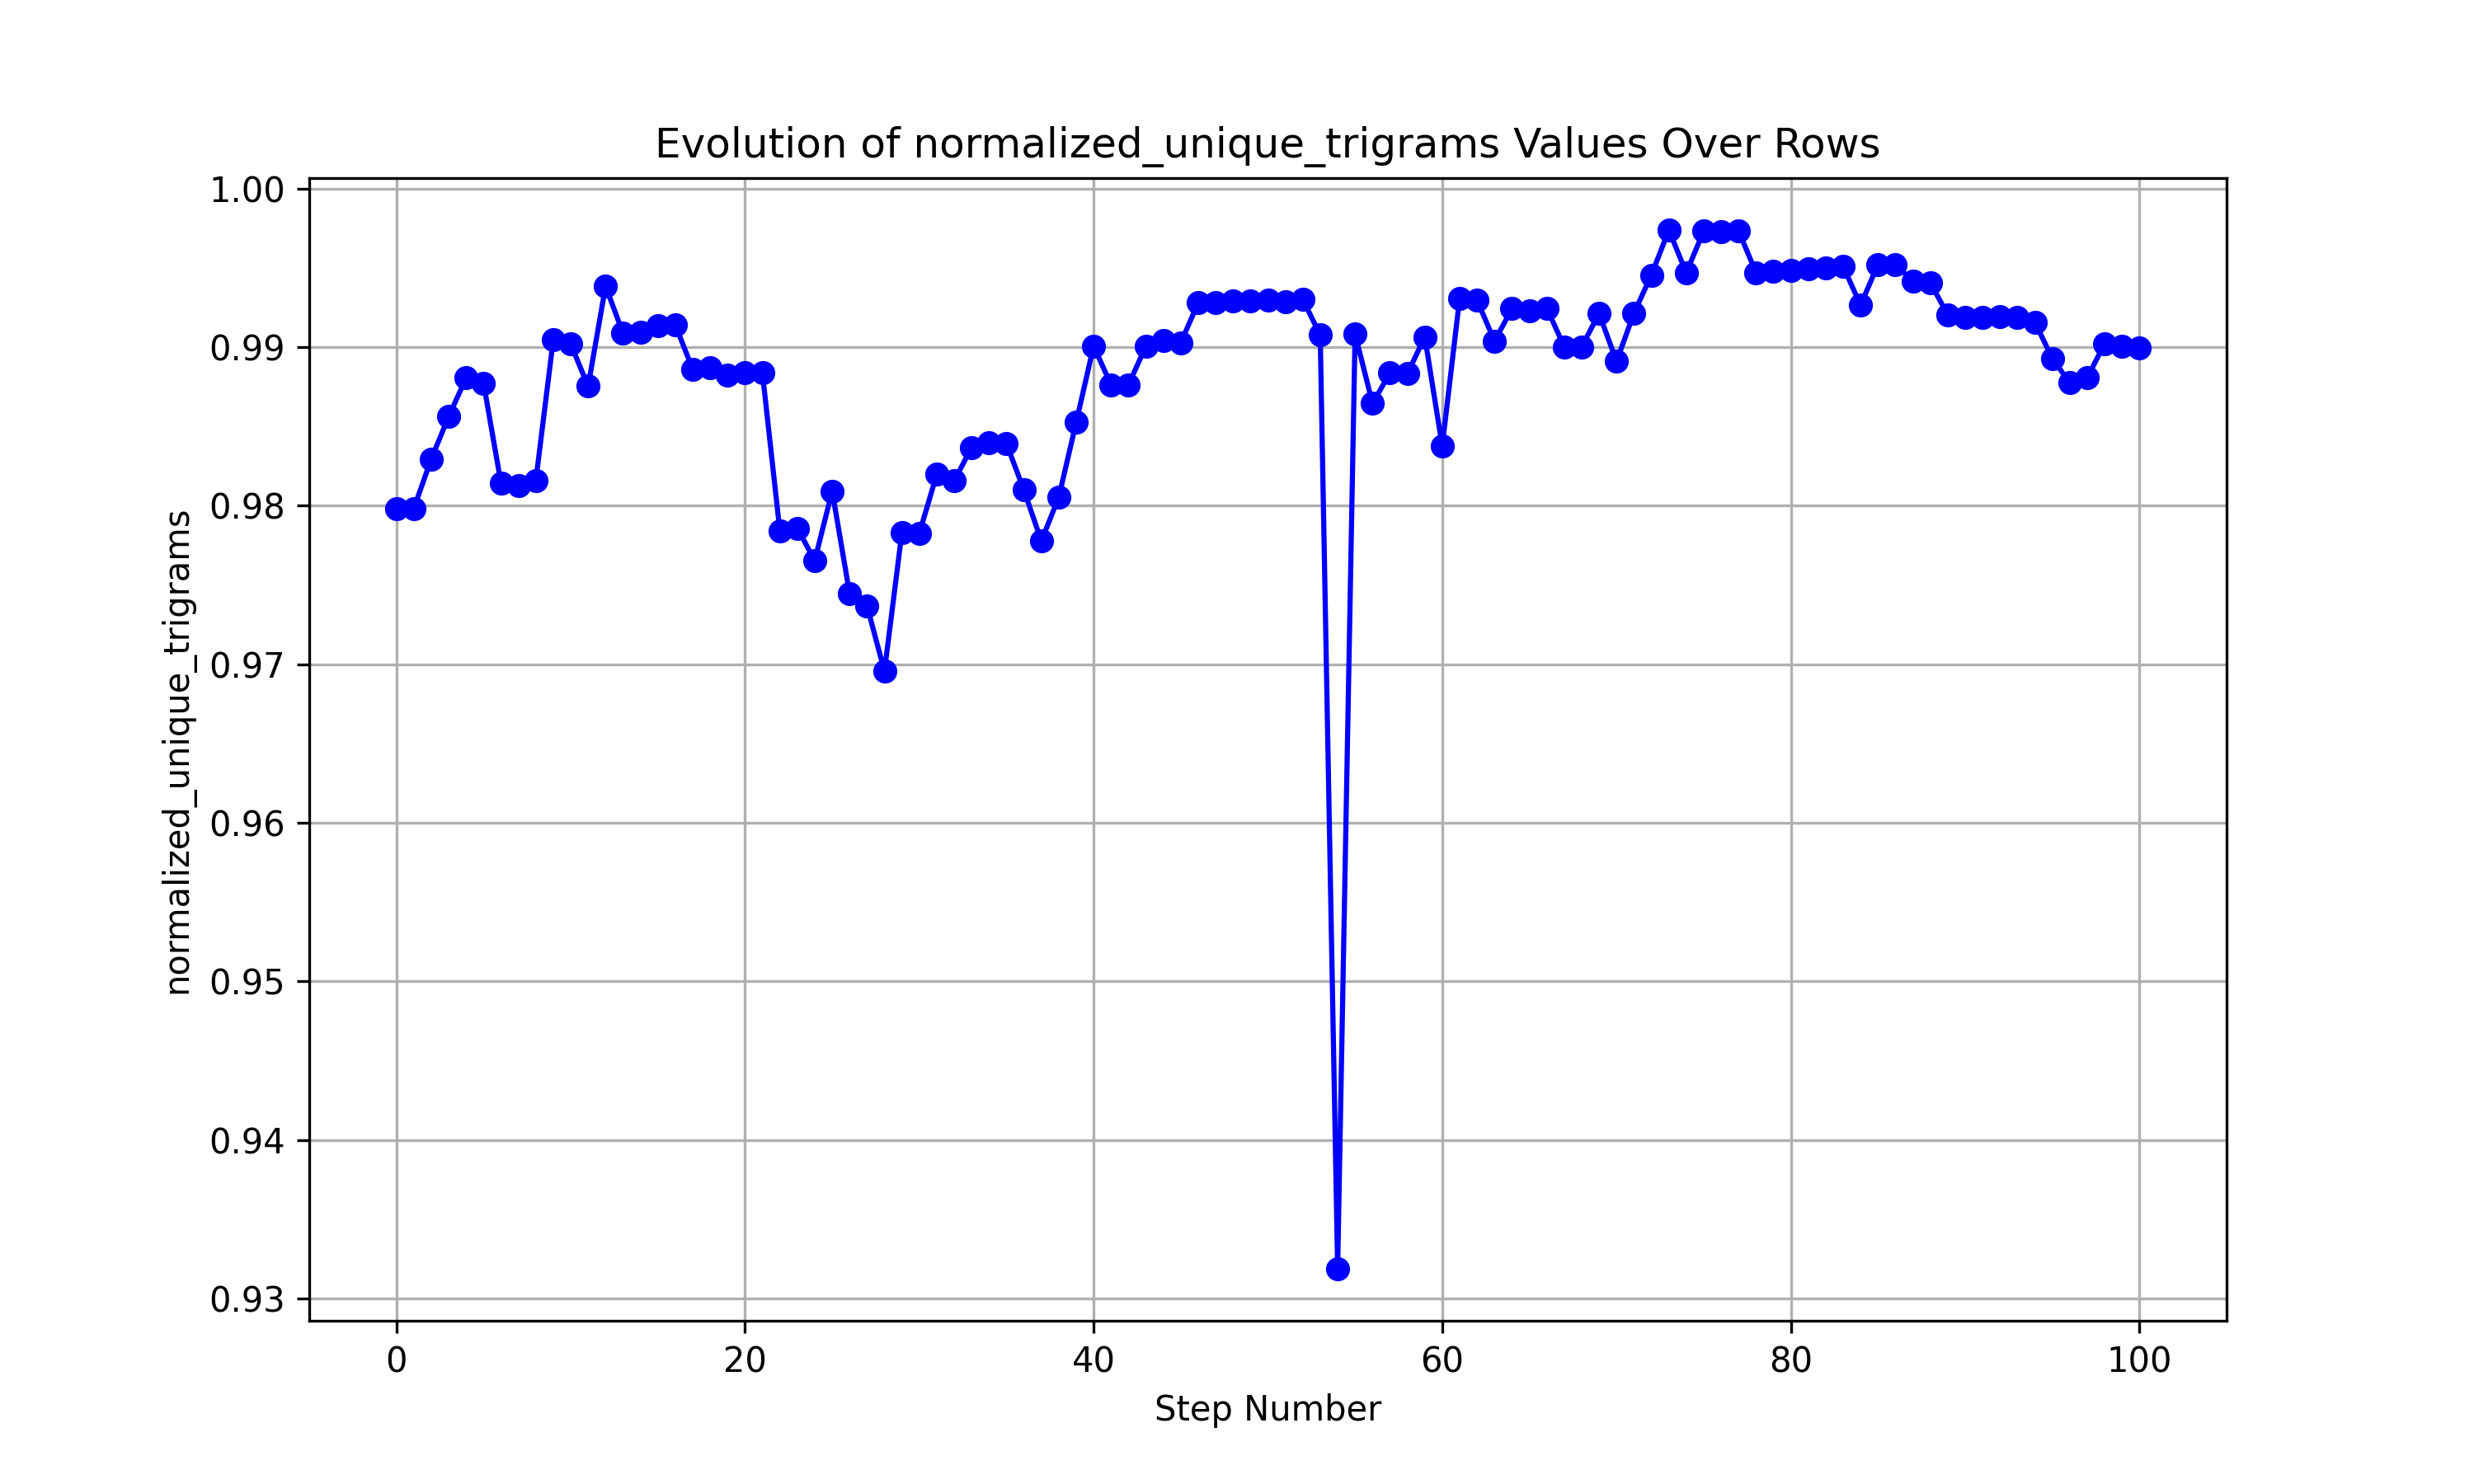 Evolution of normalized_unique_trigrams Values Over Rows
normalized_unique_trigrams
1.00
0.99
0.98
0.97
0.96
0.95
0.94
0.93
0 20 40 60 80 100
Step Number